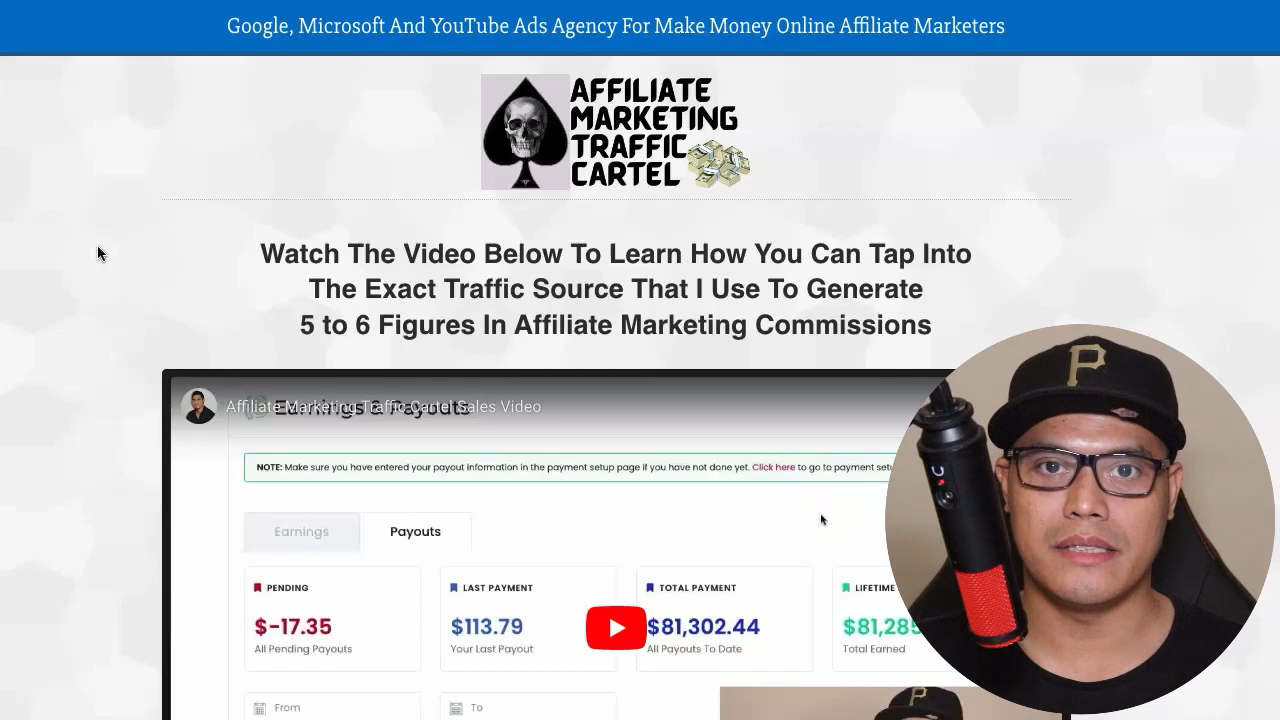 Google, Microsoft And YouTube Ads Agency For Make Money Online Affiliate Marketers
AFFILIATE
MARKETING
TRAFFIC
CARTEL
Watch The Video Below To Learn How You Can Tap Into
The Exact Traffic Source That I Use To Generate
5 to 6 Figures In Affiliate Marketing Commissions
Affiliate Marketing Traffic Cartel Sales Video
Earnings & Payouts
NOTE: Make sure you have entered your payout information in the payment setup page if you have not done yet. Click here to go to payment
Earnings Payouts
PENDING LAST PAYMENT TOTAL PAYMENT LIFETIME
$-17.35 $113.79 $81,302.44 $81,285
All Pending Payouts Your Last Payout All Payouts To Date Total Earned
From To
P
P